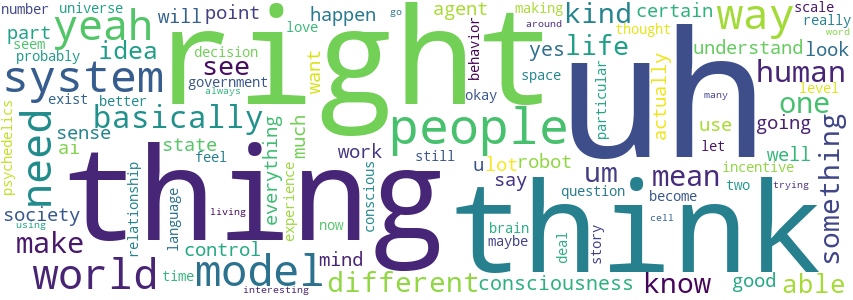 number universe
yeah
right
kind
happen
agent
making
go
around
certain
way
scale
really
word
part
seem
probably
idea
will point
love
decision
see
government
always
want
behavior
yes
life
thought
understand
look
system
exist better
okay
space
particular
actually
human
level
psychedelics
need
basically
people
uh
many
one
sense
state
everything
much
work
still
use
going
let
ai
feel
conscious
u lot robot
um
well
something
thing
think
say
mean
incentive
question
become
two
trying
society
relationship
language
living
experience
now
mind
brain
maybe
deal
story
cell
using
make
control
time
interesting
world
model
different
consciousness
know
good
able